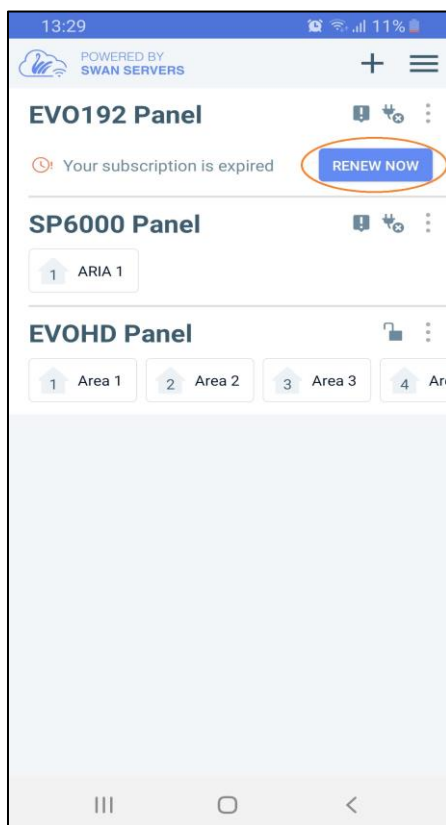 13:29 11%
POWERED BY
SWAN SERVERS
EVO192 Panel
Your subscription is expired RENEW NOW
SP6000 Panel
1 ARIA 1
EVOHD Panel
1 Area 1 2 Area 2 3 Area 3 4 Are